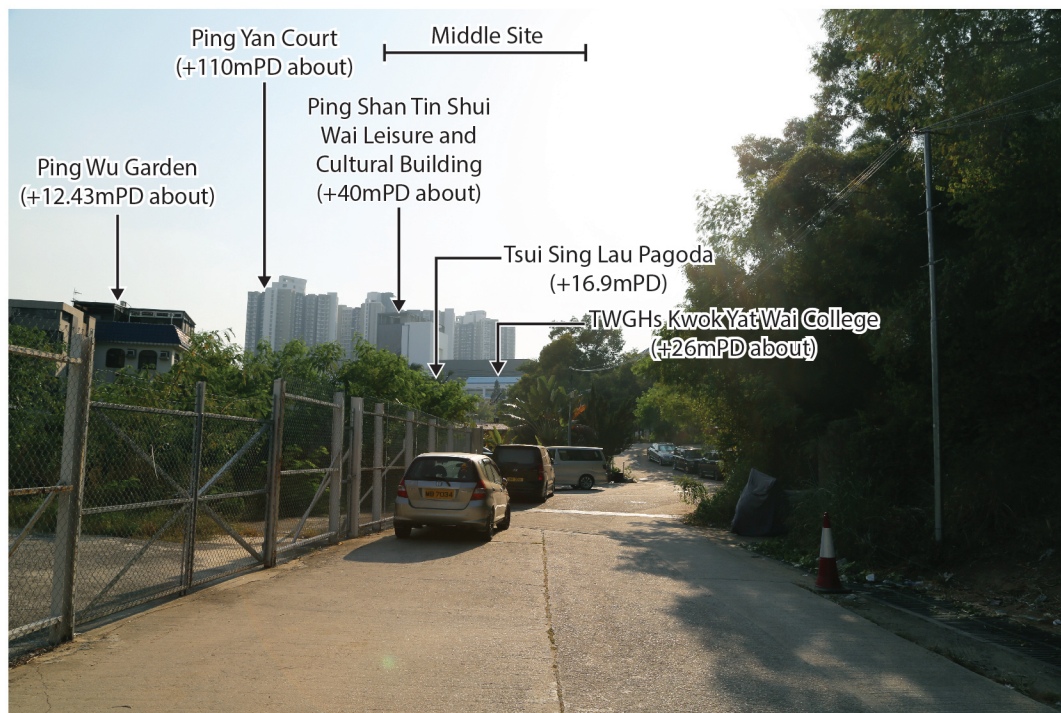 Ping Yan Court
(+110mPD about)
Middle Site
Ping Shan Tin Shui
Wai Leisure and
Cultural Building
(+40mPD about)
Ping Wu Garden
(+12.43mPD about)
Tsui Sing Lau Pagoda
(+16.9mPD)
TWGHs Kwok Yat Wai College
(+26mPD about)